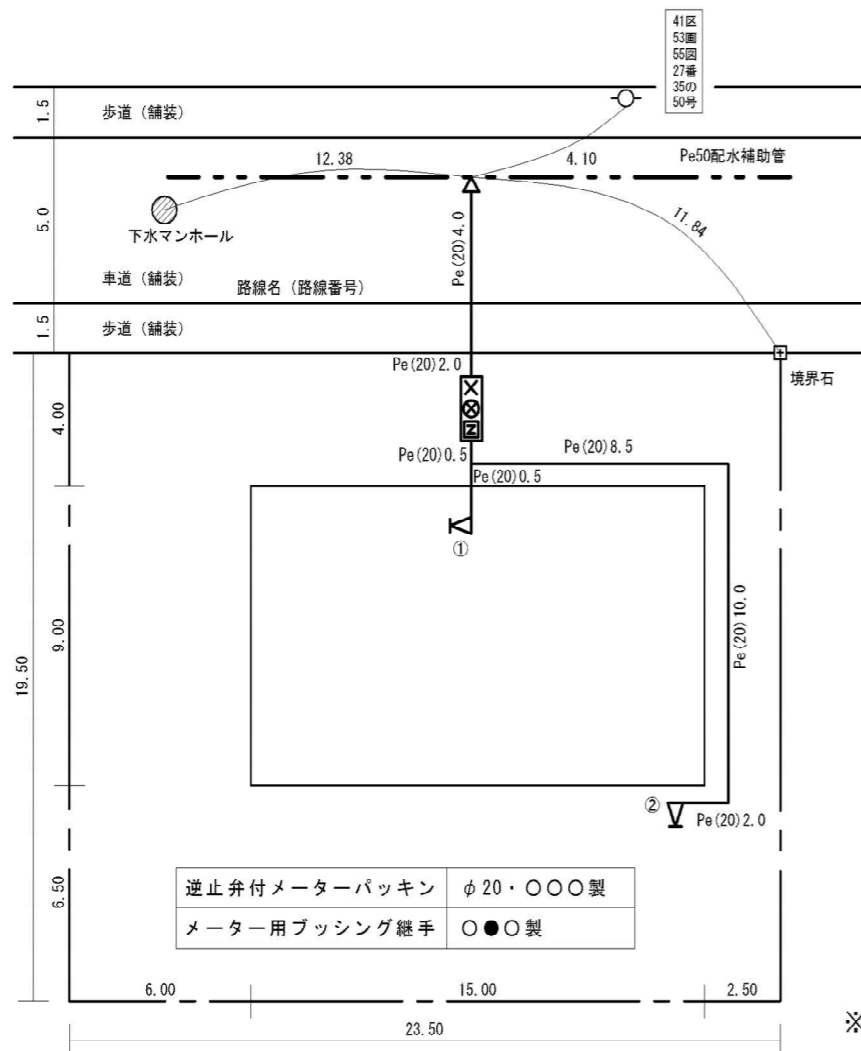 41区
53画
55図
27番
35の
50号
1.5
歩道（舗装）
12.38
4.10
Pe50配水補助管
5.0
下水マンホール
Pe(20)4.0
11.84
車道（舗装）
路線名（路線番号）
1.5
歩道（舗装）
Pe(20)2.0
境界石
4.00
Pe(20)0.5
Pe(20)8.5
Pe(20)0.5
①
9.00
Pe(20)10.0
19.50
②
Pe(20)2.0
6.50
逆止弁付メーターパッキン φ20・○○○製
メーター用ブッシング継手 ○●○製
6.00
15.00
2.50
23.50
※